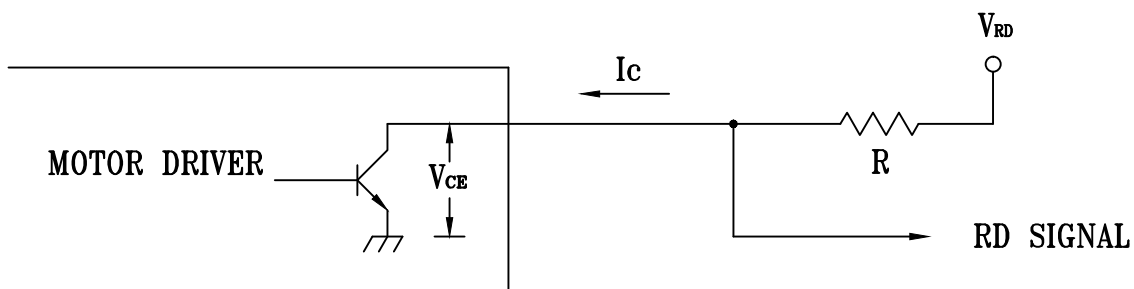 V_RD
Ic
MOTOR DRIVER
V_CE
R
RD SIGNAL